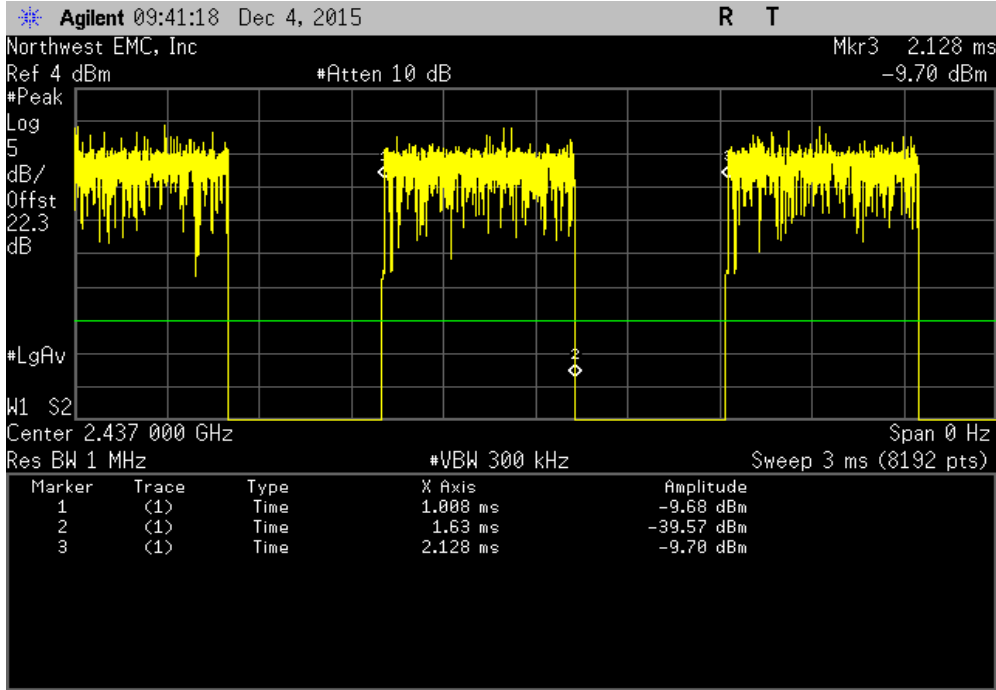 Agilent 09:41:18 Dec 4, 2015 R T
Northwest EMC, Inc Mkr3 2.128 ms
Ref 4 dBm #Atten 10 dB -9.70 dBm
#Peak
Log
5
dB/
Offst
22.3
dB
3
2
#LgAv
W1 S2
Center 2.437 000 GHz Span 0 Hz
Res BW 1 MHz #VBW 300 kHz Sweep 3 ms (8192 pts)
Marker Trace Type X Axis Amplitude
1 (1) Time 1.008 ms -9.68 dBm
2 (1) Time 1.63 ms -39.57 dBm
3 (1) Time 2.128 ms -9.70 dBm